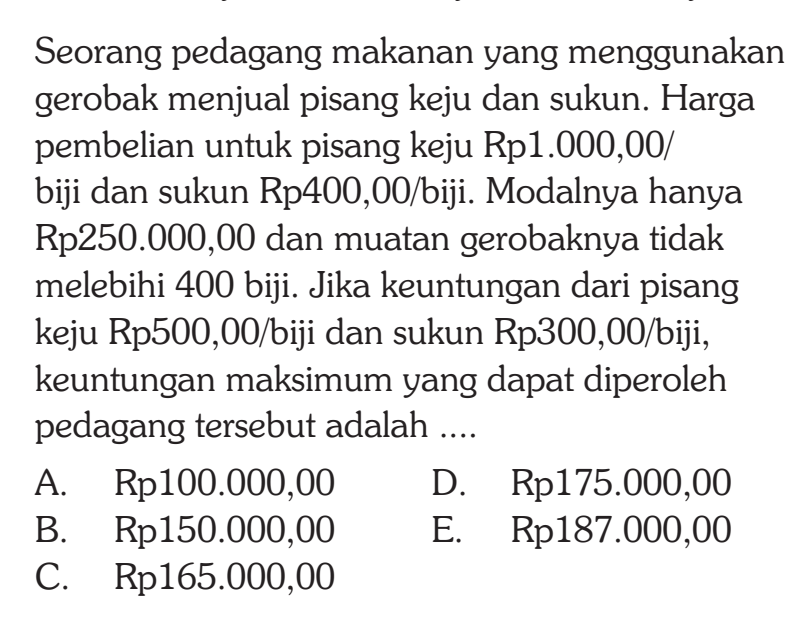 Seorang pedagang makanan yang menggunakan
gerobak menjual pisang keju dan sukun. Harga
pembelian untuk pisang keju Rp1.000,00/
biji dan sukun Rp400,00/biji. Modalnya hanya
Rp250.000,00 dan muatan gerobaknya tidak
melebihi 400 biji. Jika keuntungan dari pisang
keju Rp500,00/biji dan sukun Rp300,00/biji,
keuntungan maksimum yang dapat diperoleh
pedagang tersebut adalah ....
A. Rp100.000,00 D. Rp175.000,00
B. Rp150.000,00 E. Rp187.000,00
C. Rp165.000,00